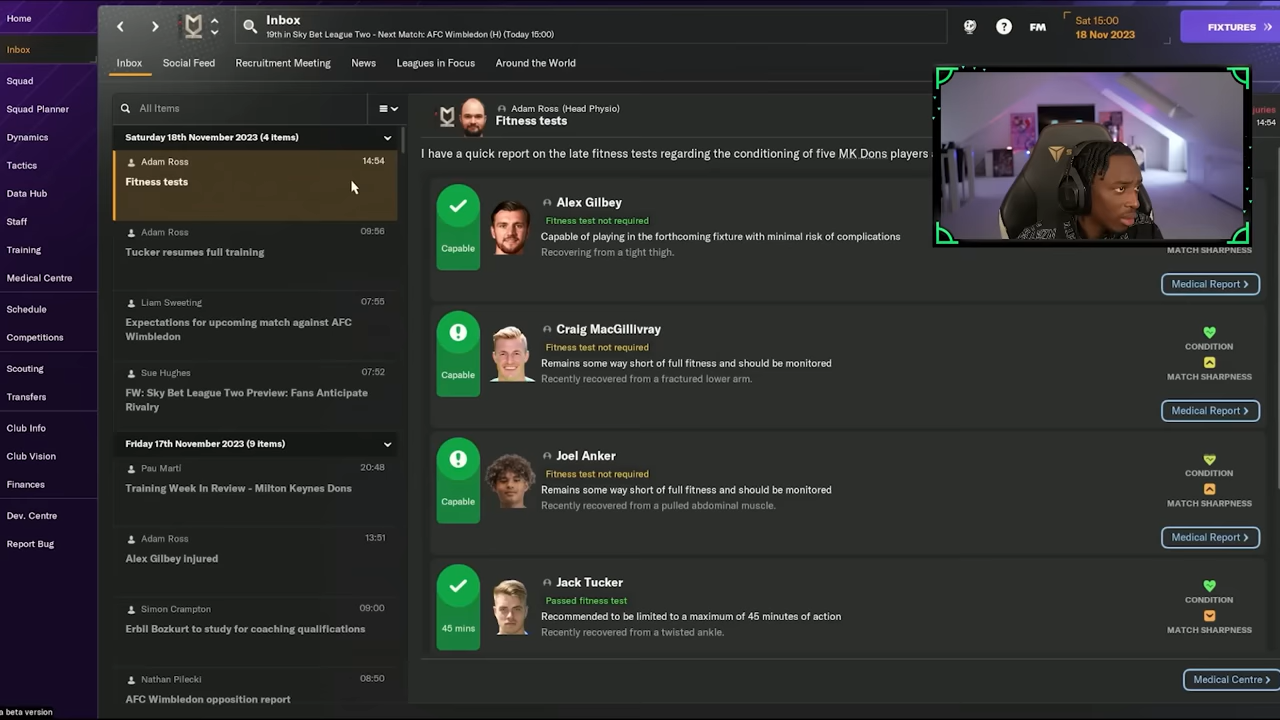 Home
Inbox
Squad
Squad Planner
Dynamics
Tactics
Data Hub
Staff
Training
Medical Centre
Schedule
Competitions
Scouting
Transfers
Club Info
Club Vision
Finances
Dev. Centre
Report Bug
a beta version
Inbox
19th in Sky Bet League Two - Next Match: AFC Wimbledon (H) (Today 15:00)
FM
Sat 15:00
18 Nov 2023
FIXTURES
Inbox
Social Feed
Recruitment Meeting
News
Leagues in Focus
Around the World
All Items
Saturday 18th November 2023 (4 Items)
Adam Ross 14:54
Fitness tests
Adam Ross 09:56
Tucker resumes full training
Liam Sweeting 07:55
Expectations for upcoming match against AFC
Wimbledon
Sue Hughes 07:52
FW: Sky Bet League Two Preview: Fans Anticipate
Rivalry
Friday 17th November 2023 (9 Items)
Pau Martí 20:48
Training Week In Review - Milton Keynes Dons
Adam Ross 13:51
Alex Gilbey injured
Simon Crampton 09:00
Erbil Bozkurt to study for coaching qualifications
Nathan Pilecki 08:50
AFC Wimbledon opposition report
Adam Ross (Head Physio)
Fitness tests
14:54
I have a quick report on the late fitness tests regarding the conditioning of five MK Dons players
Capable
Alex Gilbey
Fitness test not required
Capable of playing in the forthcoming fixture with minimal risk of complications
Recovering from a tight thigh.
MATCH SHARPNESS
Medical Report
Capable
Craig MacGillivray
Fitness test not required
Remains some way short of full fitness and should be monitored
Recently recovered from a fractured lower arm.
CONDITION
MATCH SHARPNESS
Medical Report
Capable
Joel Anker
Fitness test not required
Remains some way short of full fitness and should be monitored
Recently recovered from a pulled abdominal muscle.
CONDITION
MATCH SHARPNESS
Medical Report
45 mins
Jack Tucker
Passed fitness test
Recommended to be limited to a maximum of 45 minutes of action
Recently recovered from a twisted ankle.
CONDITION
MATCH SHARPNESS
Medical Centre